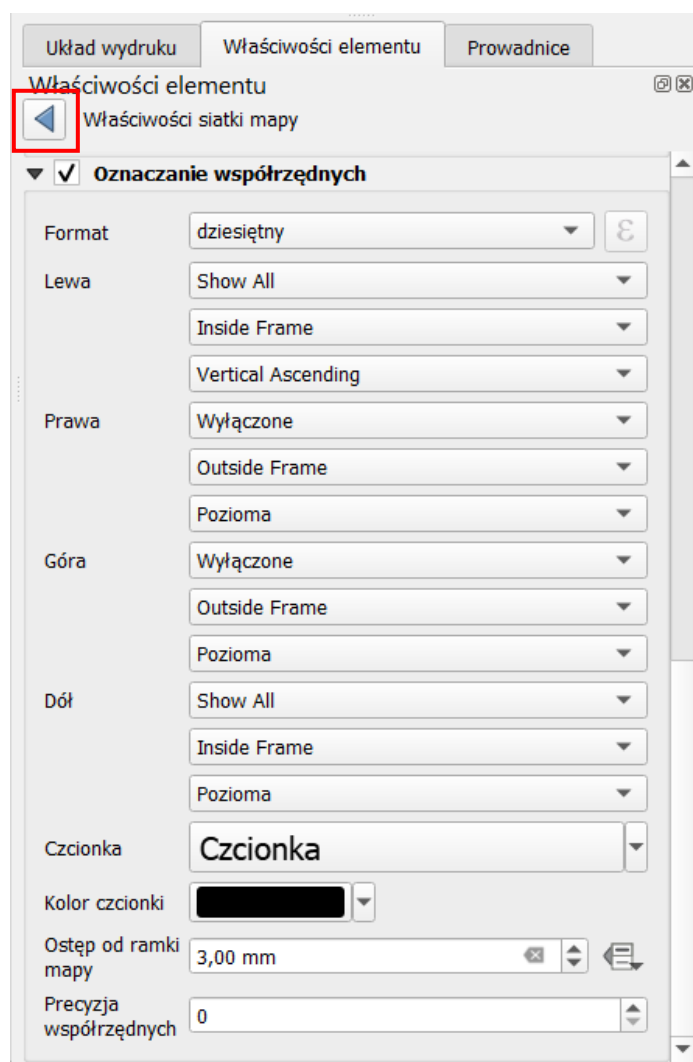 Układ wydruku Właściwości elementu Prowadnice
Właściwości elementu
Właściwości siatki mapy
Oznaczanie współrzędnych
Format dziesiętny ε
Lewa Show All
Inside Frame
Vertical Ascending
Prawa Wyłączone
Outside Frame
Pozioma
Góra Wyłączone
Outside Frame
Pozioma
Dół Show All
Inside Frame
Pozioma
Czcionka Czcionka
Kolor czcionki
Ostęp od ramki
mapy
3,00 mm
Precyzja
współrzędnych
0